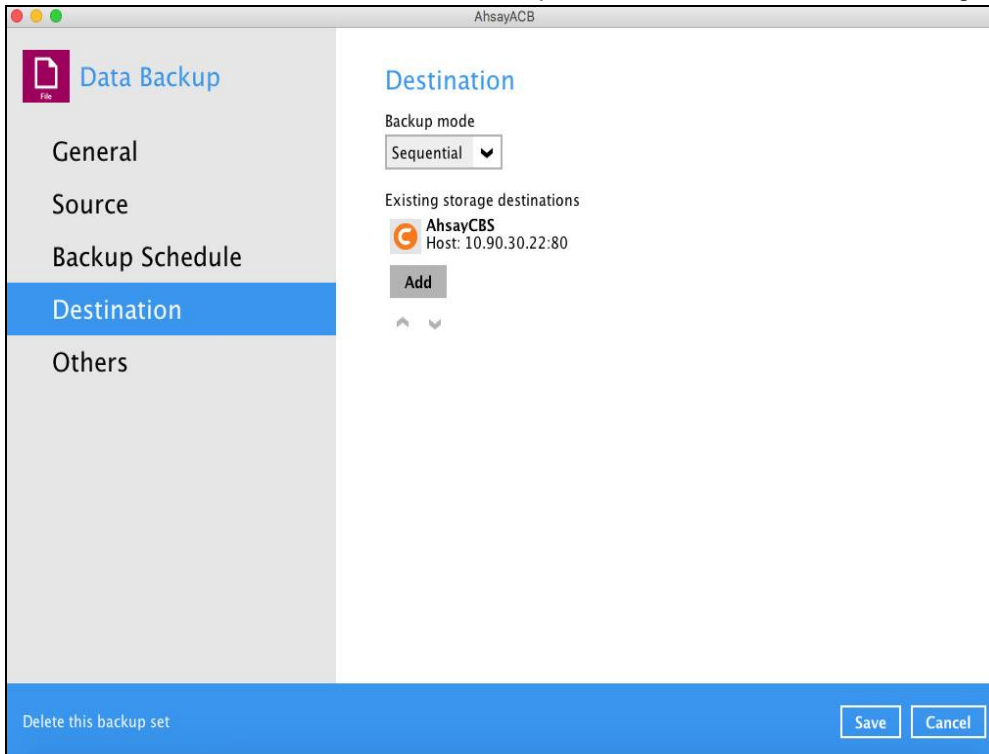 AhsayACB
File
Data Backup
General
Source
Backup Schedule
Destination
Others
Destination
Backup mode
Sequential
Existing storage destinations
AhsayCBS
Host: 10.90.30.22:80
Add
Delete this backup set
Save
Cancel